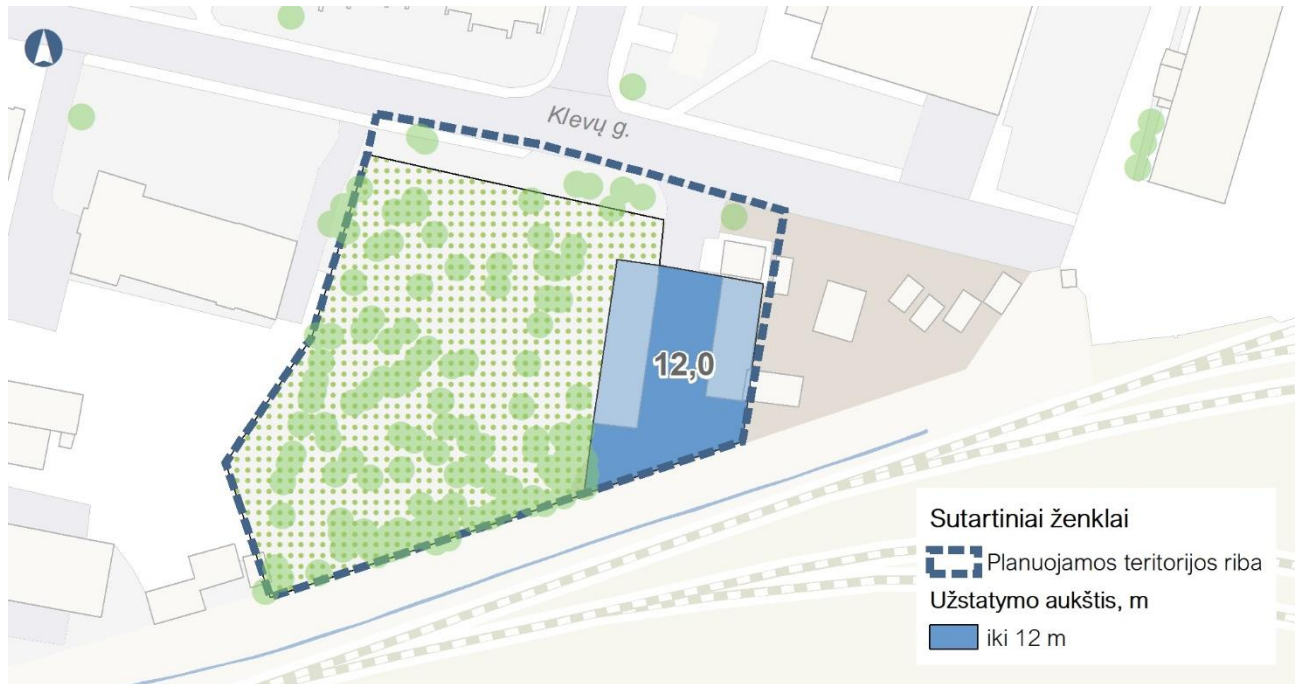 Klevų g.
12,0
Sutartiniai ženklai
Planuojamos teritorijos riba
Užstatymo aukštis, m
iki 12 m